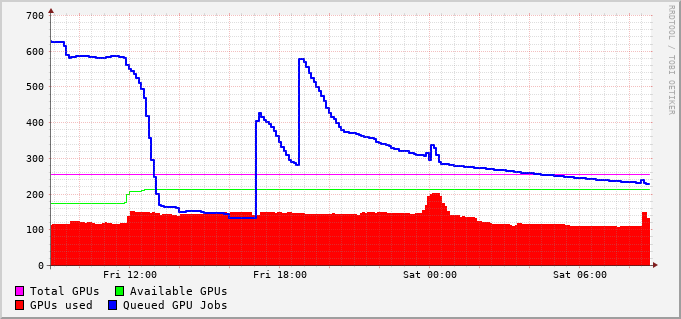 700
600
500
400
300
200
100
0
Fri 12:00 Fri 18:00 Sat 00:00 Sat 06:00
Total GPUs Available GPUs
GPUs used Queued GPU Jobs
RRDTOOL / TOBI OETIKER